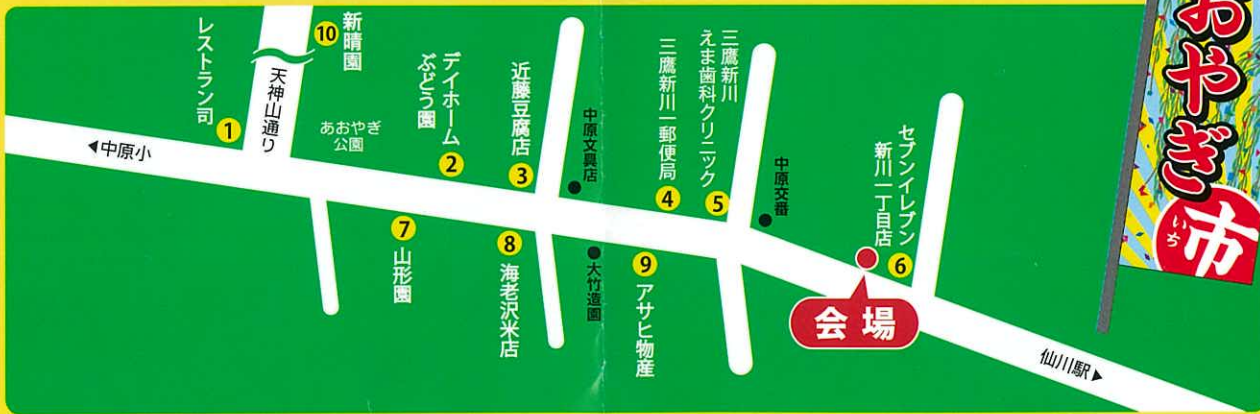 レストラン司
1
天神山通り
10
新晴園
◀中原小
あおやぎ
公園
デイホーム
ぶどう園
2
近藤豆腐店
3
中原文具店
三鷹新川一郵便局
4
三鷹新川
えま歯科クリニック
5
中原交番
セブンイレブン
新川一丁目店
6
7
山形園
8
海老沢米店
大竹造園
9
アサヒ物産
会場
仙川駅▶
おやぎ
市
いち